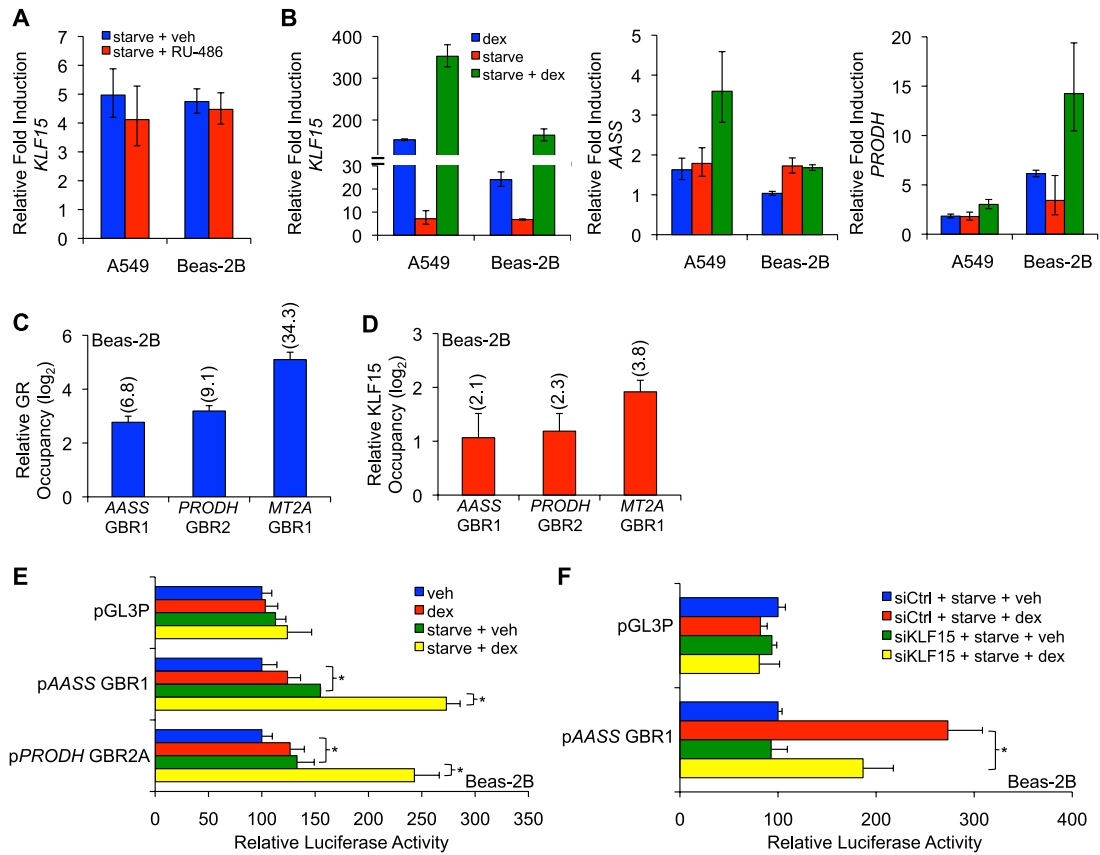 A
starve + veh
starve + RU-486
Relative Fold Induction
KLF15
7
6
5
4
3
2
1
0
A549
Beas-2B
B
dex
starve
starve + dex
Relative Fold Induction
KLF15
400
300
200
100
30
20
10
0
A549
Beas-2B
Relative Fold Induction
AASS
5
4
3
2
1
0
A549
Beas-2B
Relative Fold Induction
PRODH
20
15
10
5
0
A549
Beas-2B
C
Beas-2B
Relative GR
Occupancy (log2)
6
4
2
0
(6.8)
(9.1)
(34.3)
AASS
GBR1
PRODH
GBR2
MT2A
GBR1
D
Beas-2B
Relative KLF15
Occupancy (log2)
3
2
1
0
(2.1)
(2.3)
(3.8)
AASS
GBR1
PRODH
GBR2
MT2A
GBR1
E
veh
dex
starve + veh
starve + dex
pGL3P
pAASS GBR1
*
*
pPRODH GBR2A
*
*
Beas-2B
0
50
100
150
200
250
300
350
400
Relative Luciferase Activity
F
siCtrl + starve + veh
siCtrl + starve + dex
siKLF15 + starve + veh
siKLF15 + starve + dex
pGL3P
pAASS GBR1
*
Beas-2B
0
100
200
300
400
Relative Luciferase Activity